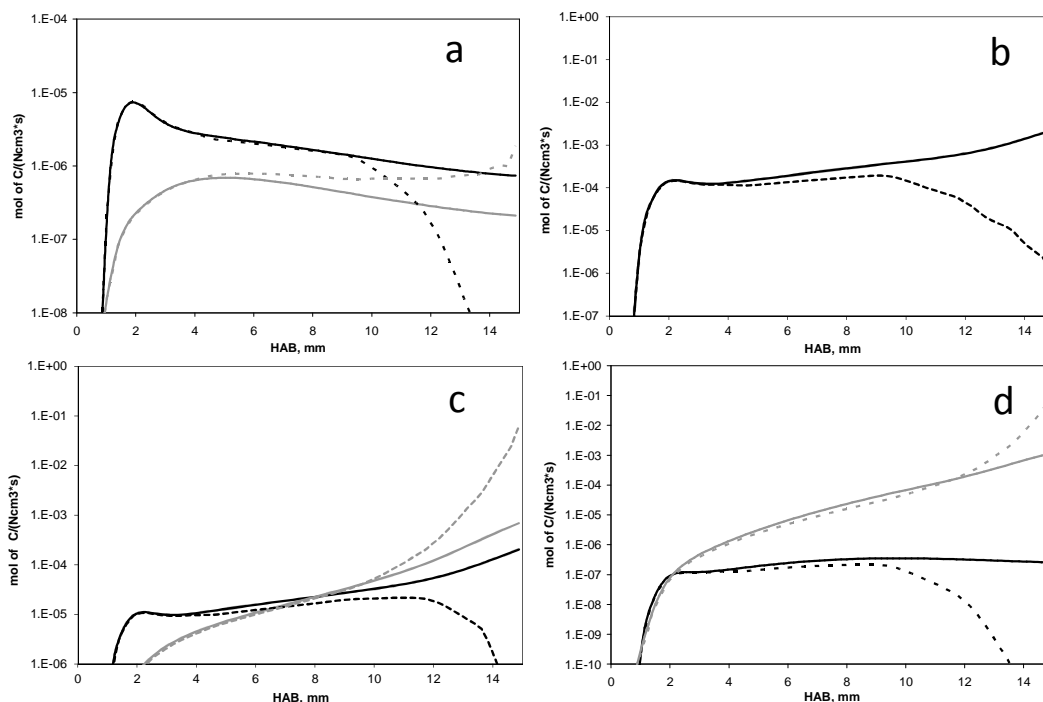 a
1.E-04
1.E-05
1.E-06
1.E-07
1.E-08
mol of C/(Ncm3*s)
0 2 4 6 8 10 12 14
HAB, mm
b
1.E+00
1.E-01
1.E-02
1.E-03
1.E-04
1.E-05
1.E-06
1.E-07
mol of C/(Ncm3*s)
0 2 4 6 8 10 12 14
HAB, mm
c
1.E+00
1.E-01
1.E-02
1.E-03
1.E-04
1.E-05
1.E-06
mol of C/(Ncm3*s)
0 2 4 6 8 10 12 14
HAB, mm
d
1.E+00
1.E-01
1.E-02
1.E-03
1.E-04
1.E-05
1.E-06
1.E-07
1.E-08
1.E-09
1.E-10
mol of C/(Ncm3*s)
0 2 4 6 8 10 12 14
HAB, mm